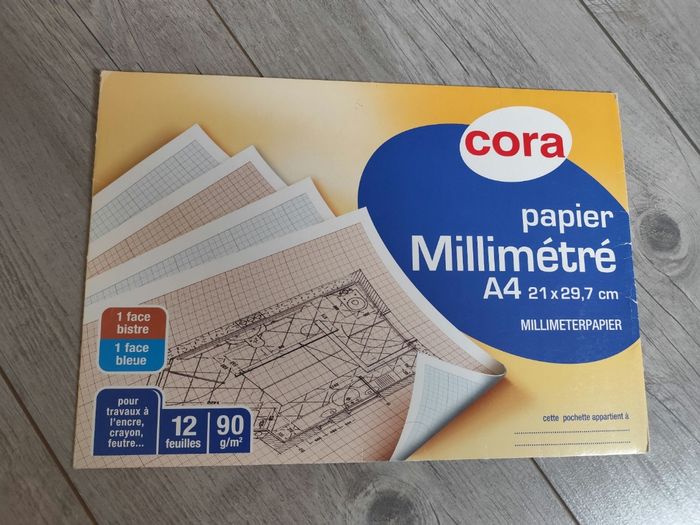 cora
papier
Millimétré
A4 21 x 29,7 cm
MILLIMETERPAPIER
1 face
bistre
1 face
bleue
pour
travaux à
l'encre,
crayon,
feutre...
12
feuilles
90
g/m²
cette pochette appartient à